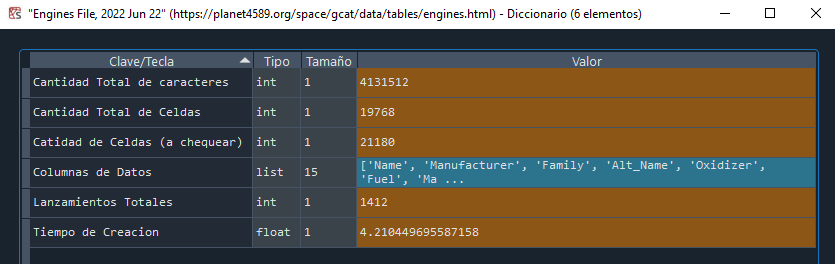 "Engines File, 2022 Jun 22" (https://planet4589.org/space/gcat/data/tables/engines.html) - Diccionario (6 elementos)
Clave/Tecla Tipo Tamaño Valor
Cantidad Total de caracteres int 1 4131512
Cantidad Total de Celdas int 1 19768
Catidad de Celdas (a chequear) int 1 21180
Columnas de Datos list 15 ['Name', 'Manufacturer', 'Family', 'Alt_Name', 'Oxidizer',
'Fuel', 'Ma ...
Lanzamientos Totales int 1 1412
Tiempo de Creacion float 1 4.210449695587158